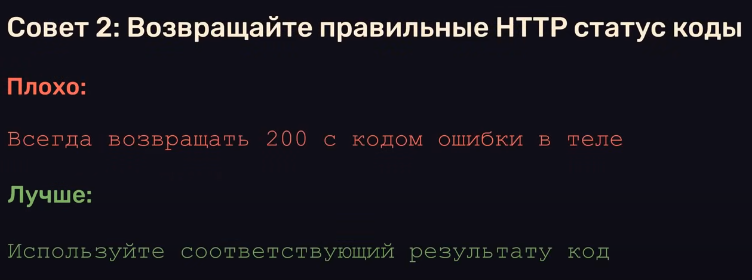 Совет 2: Возвращайте правильные HTTP статус коды
Плохо:
Всегда возвращать 200 с кодом ошибки в теле
Лучше:
Используйте соответствующий результату код